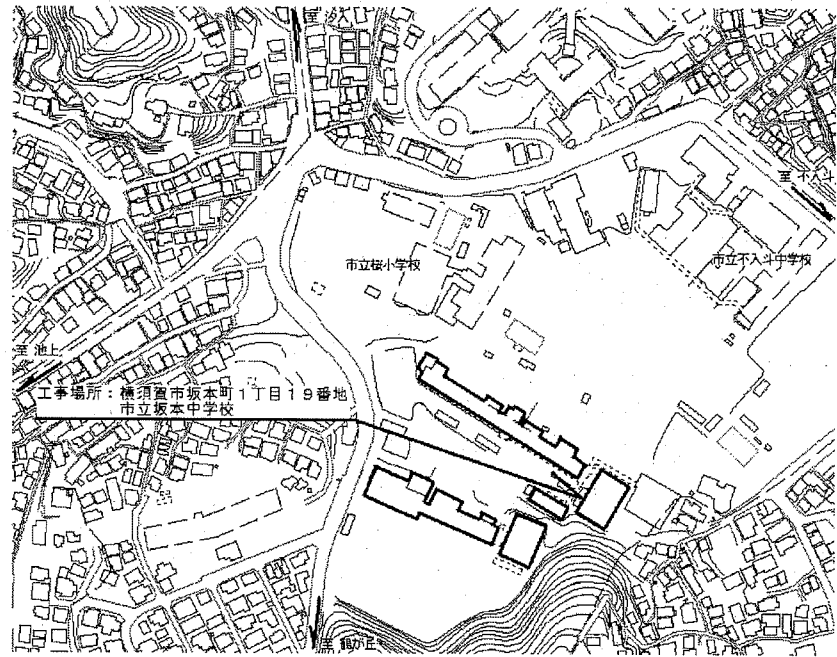 至 汐入
至 不入斗
市立桜小学校
市立不入斗中学校
至 池上
工事場所：横須賀市坂本町１丁目１９番地
市立坂本中学校
至 鶴が丘